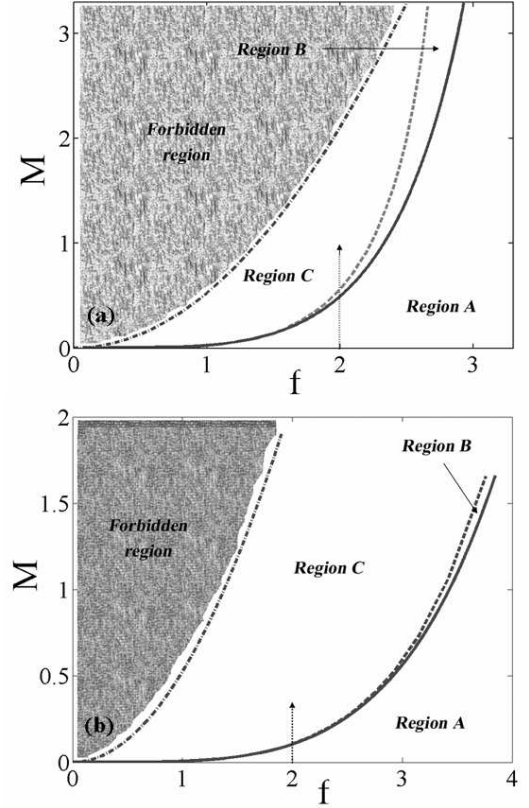 3
Region B
Forbidden
region
2
M
1
Region C
Region A
(a)
0
0 1 2 3
f
2
Region B
1.5
Forbidden
region
Region C
M
1
0.5
Region A
(b)
0
0 1 2 3 4
f